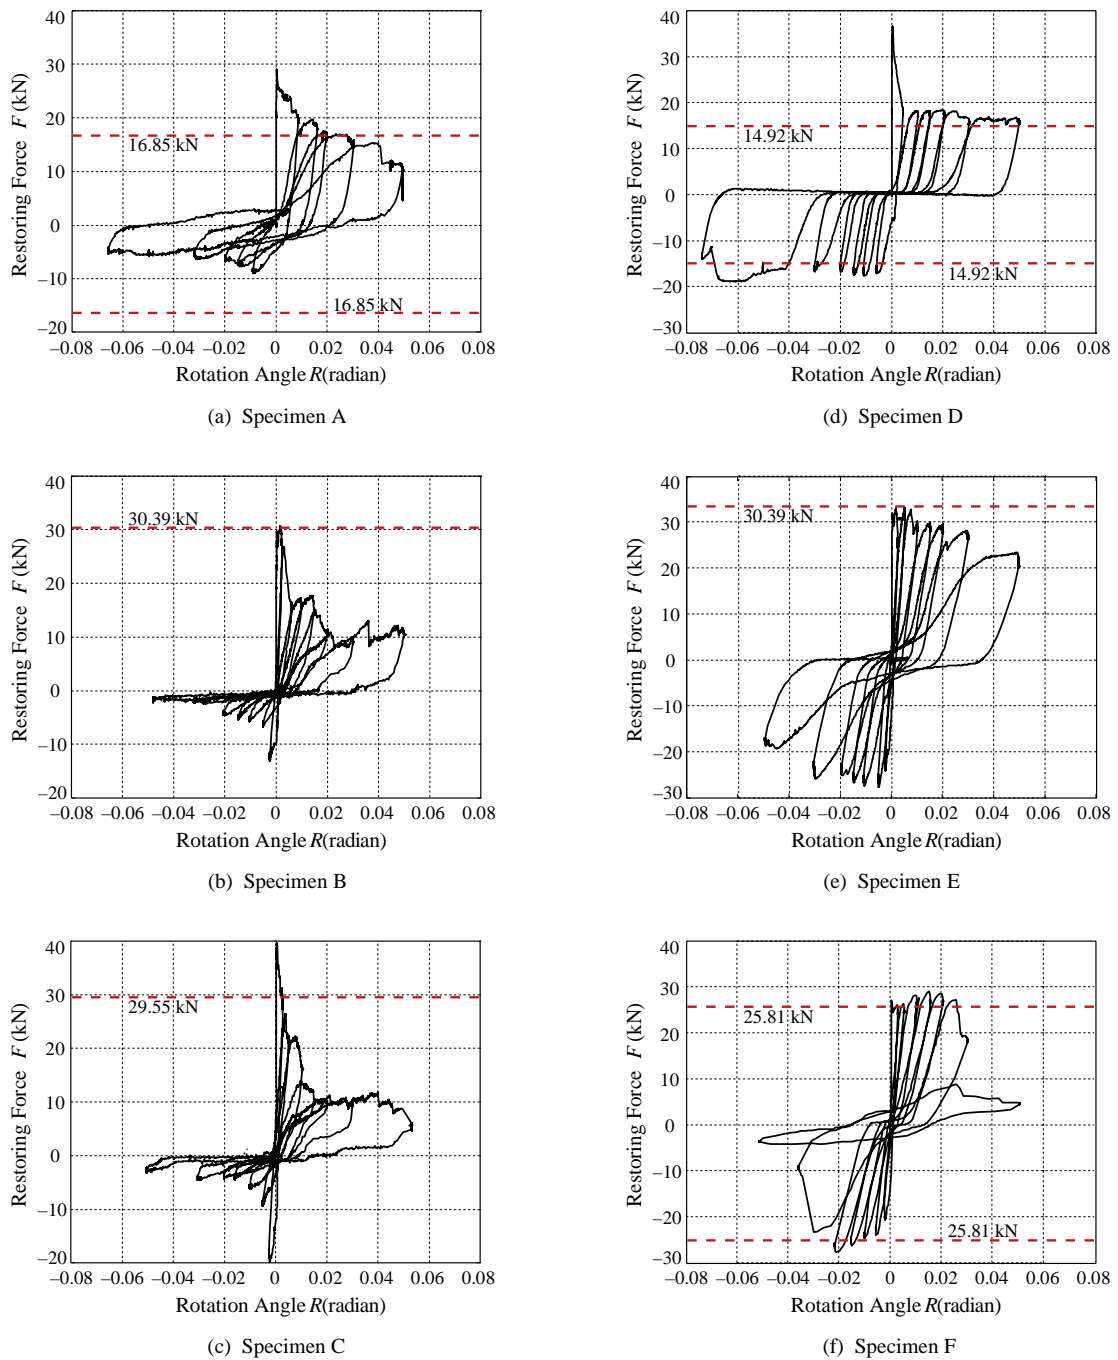 40
30
20
10
0
–10
–20
Restoring Force F (kN)
16.85 kN
16.85 kN
–0.08 –0.06 –0.04 –0.02 0 0.02 0.04 0.06 0.08
Rotation Angle R(radian)
(a) Specimen A
40
30
20
10
0
–10
–20
–30
Restoring Force F (kN)
14.92 kN
14.92 kN
–0.08 –0.06 –0.04 –0.02 0 0.02 0.04 0.06 0.08
Rotation Angle R(radian)
(d) Specimen D
40
30
20
10
0
–10
–20
Restoring Force F (kN)
30.39 kN
–0.08 –0.06 –0.04 –0.02 0 0.02 0.04 0.06 0.08
Rotation Angle R(radian)
(b) Specimen B
40
30
20
10
0
–10
–20
–30
Restoring Force F (kN)
30.39 kN
–0.08 –0.06 –0.04 –0.02 0 0.02 0.04 0.06 0.08
Rotation Angle R(radian)
(e) Specimen E
40
30
20
10
0
–10
–20
Restoring Force F (kN)
29.55 kN
–0.08 –0.06 –0.04 –0.02 0 0.02 0.04 0.06 0.08
Rotation Angle R(radian)
(c) Specimen C
40
30
20
10
0
–10
–20
–30
Restoring Force F (kN)
25.81 kN
25.81 kN
–0.08 –0.06 –0.04 –0.02 0 0.02 0.04 0.06 0.08
Rotation Angle R(radian)
(f) Specimen F